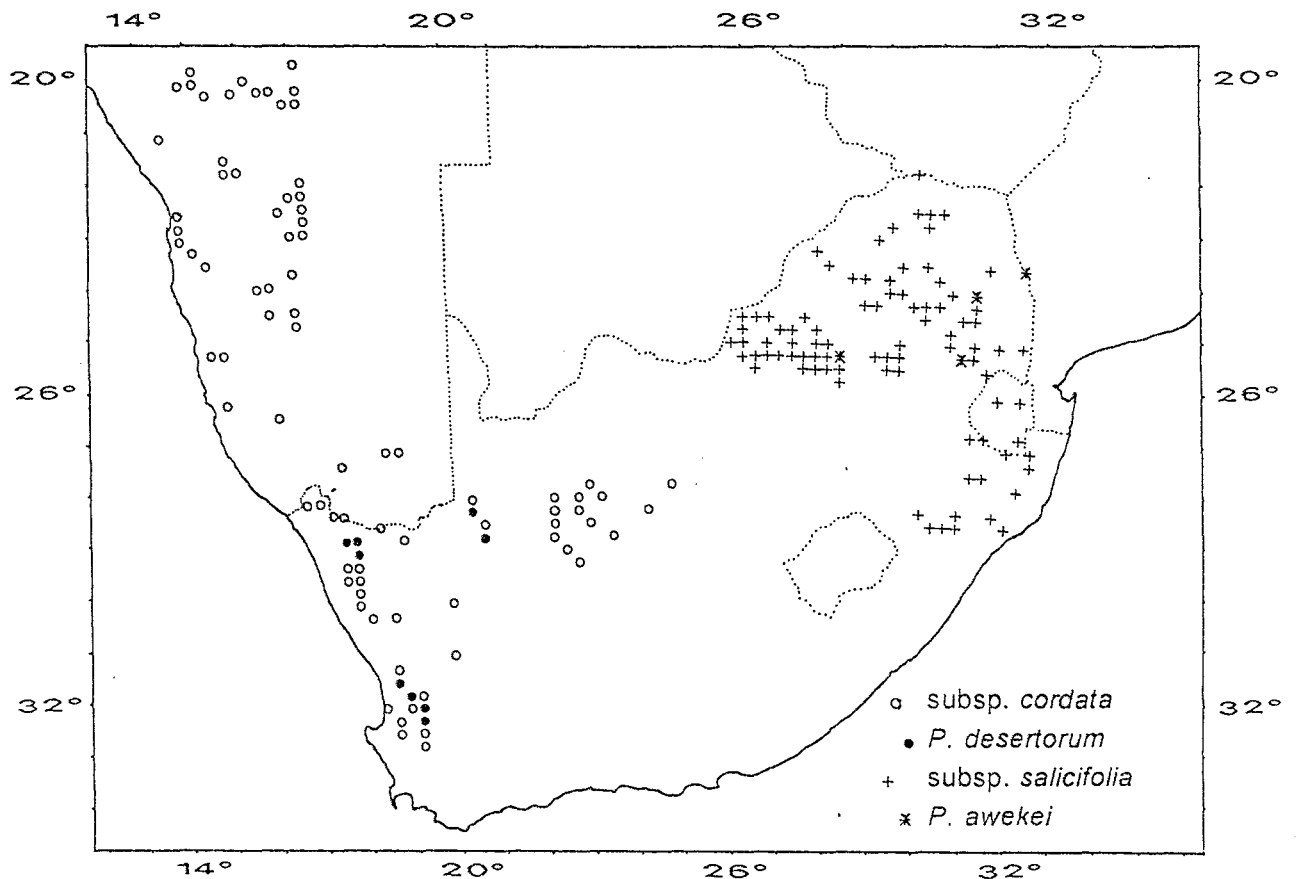 14° 20° 26° 32°
20° 20°
26° 26°
32° 32°
subsp. cordata
P. desertorum
subsp. salicifolia
P. awekei
14° 20° 26° 32°